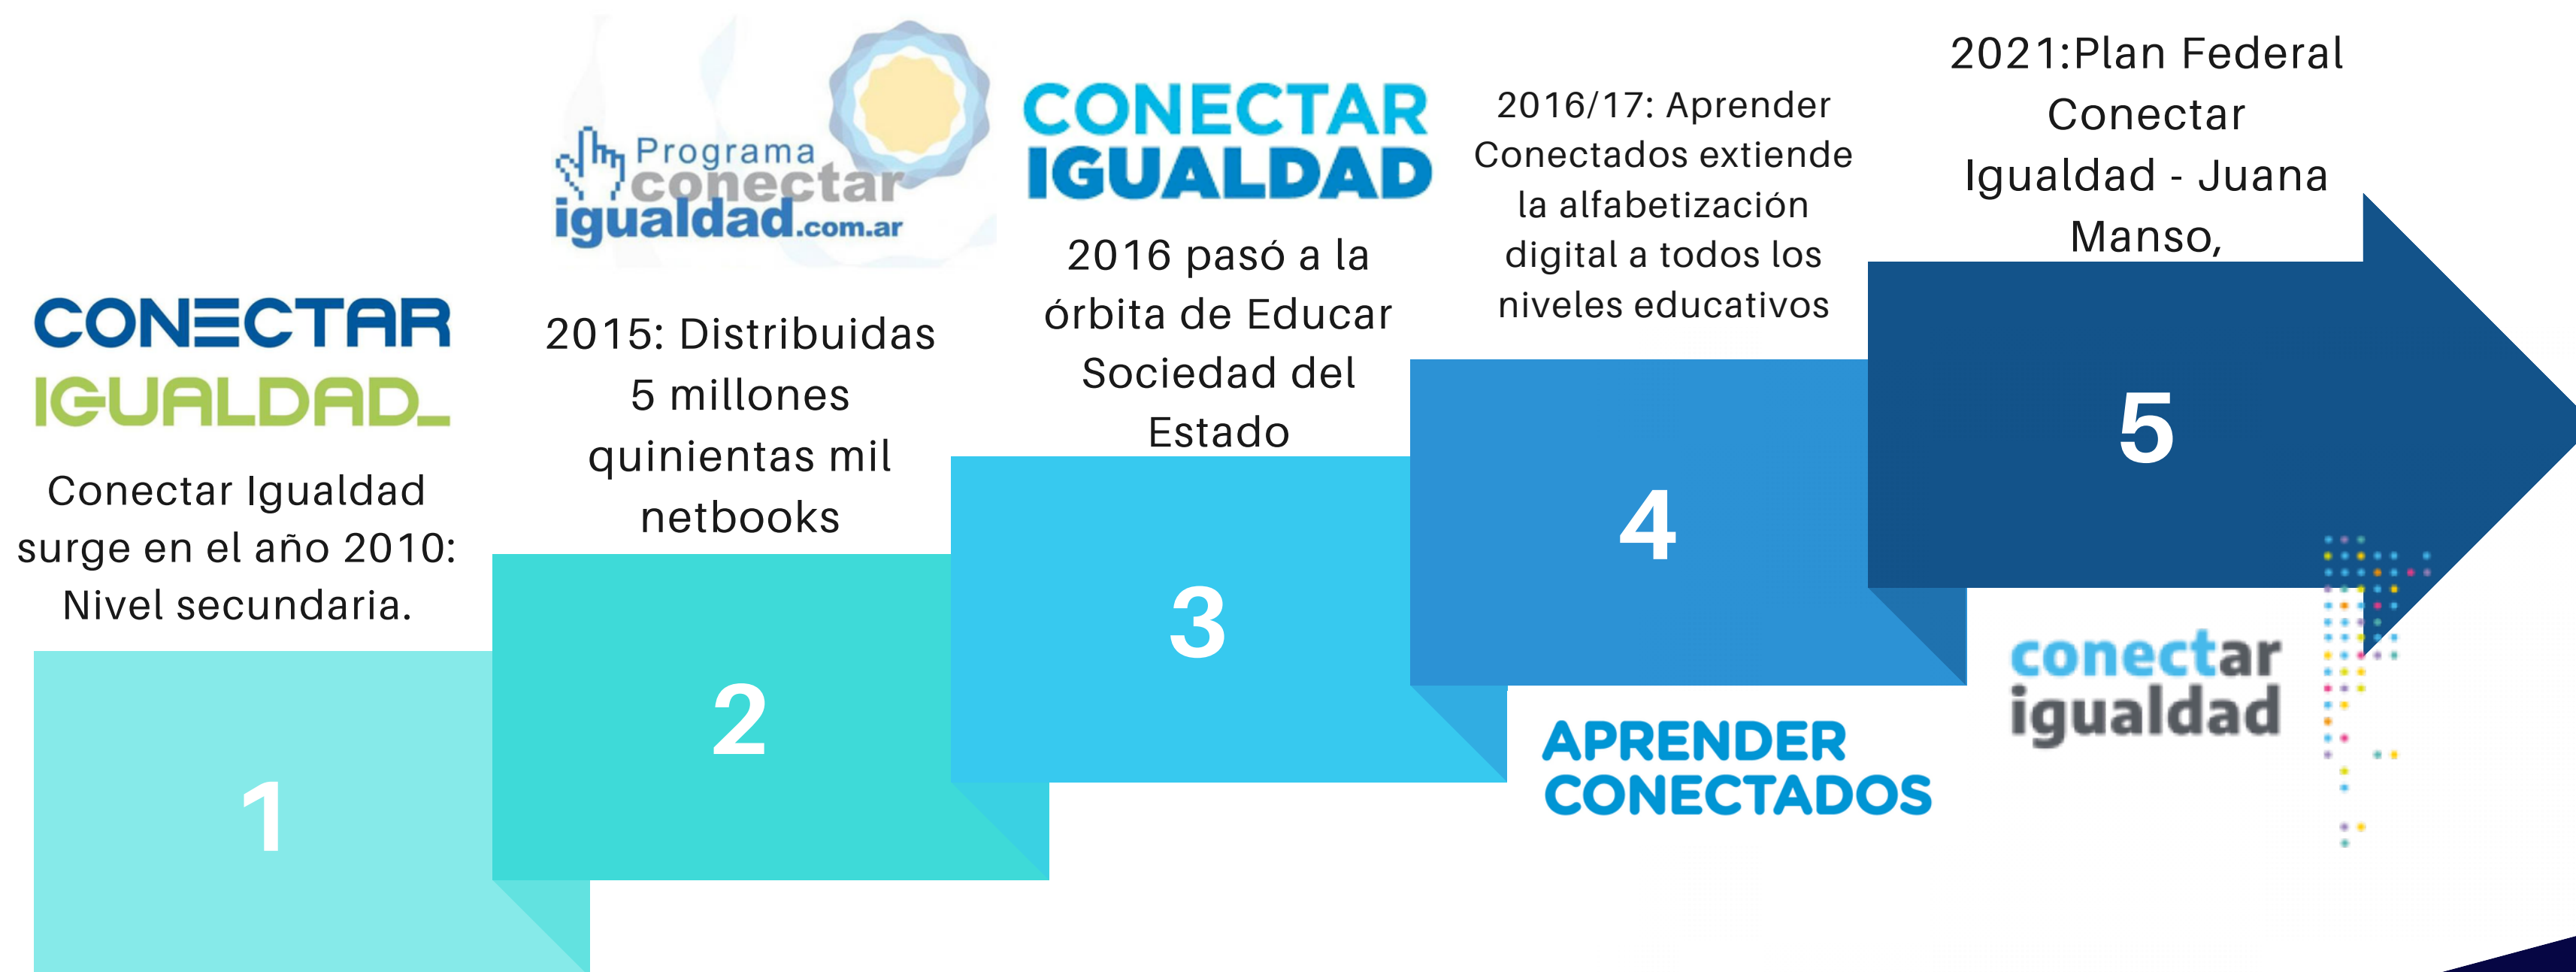 CONECTAR
IGUALDAD_
Conectar Igualdad
surge en el año 2010:
Nivel secundaria.
1
Programa
conectar
igualdad.com.ar
2015: Distribuidas
5 millones
quinientas mil
netbooks
2
CONECTAR
IGUALDAD
2016 pasó a la
órbita de Educar
Sociedad del
Estado
3
2016/17: Aprender
Conectados extiende
la alfabetización
digital a todos los
niveles educativos
4
APRENDER
CONECTADOS
2021:Plan Federal
Conectar
Igualdad - Juana
Manso,
5
conectar
igualdad